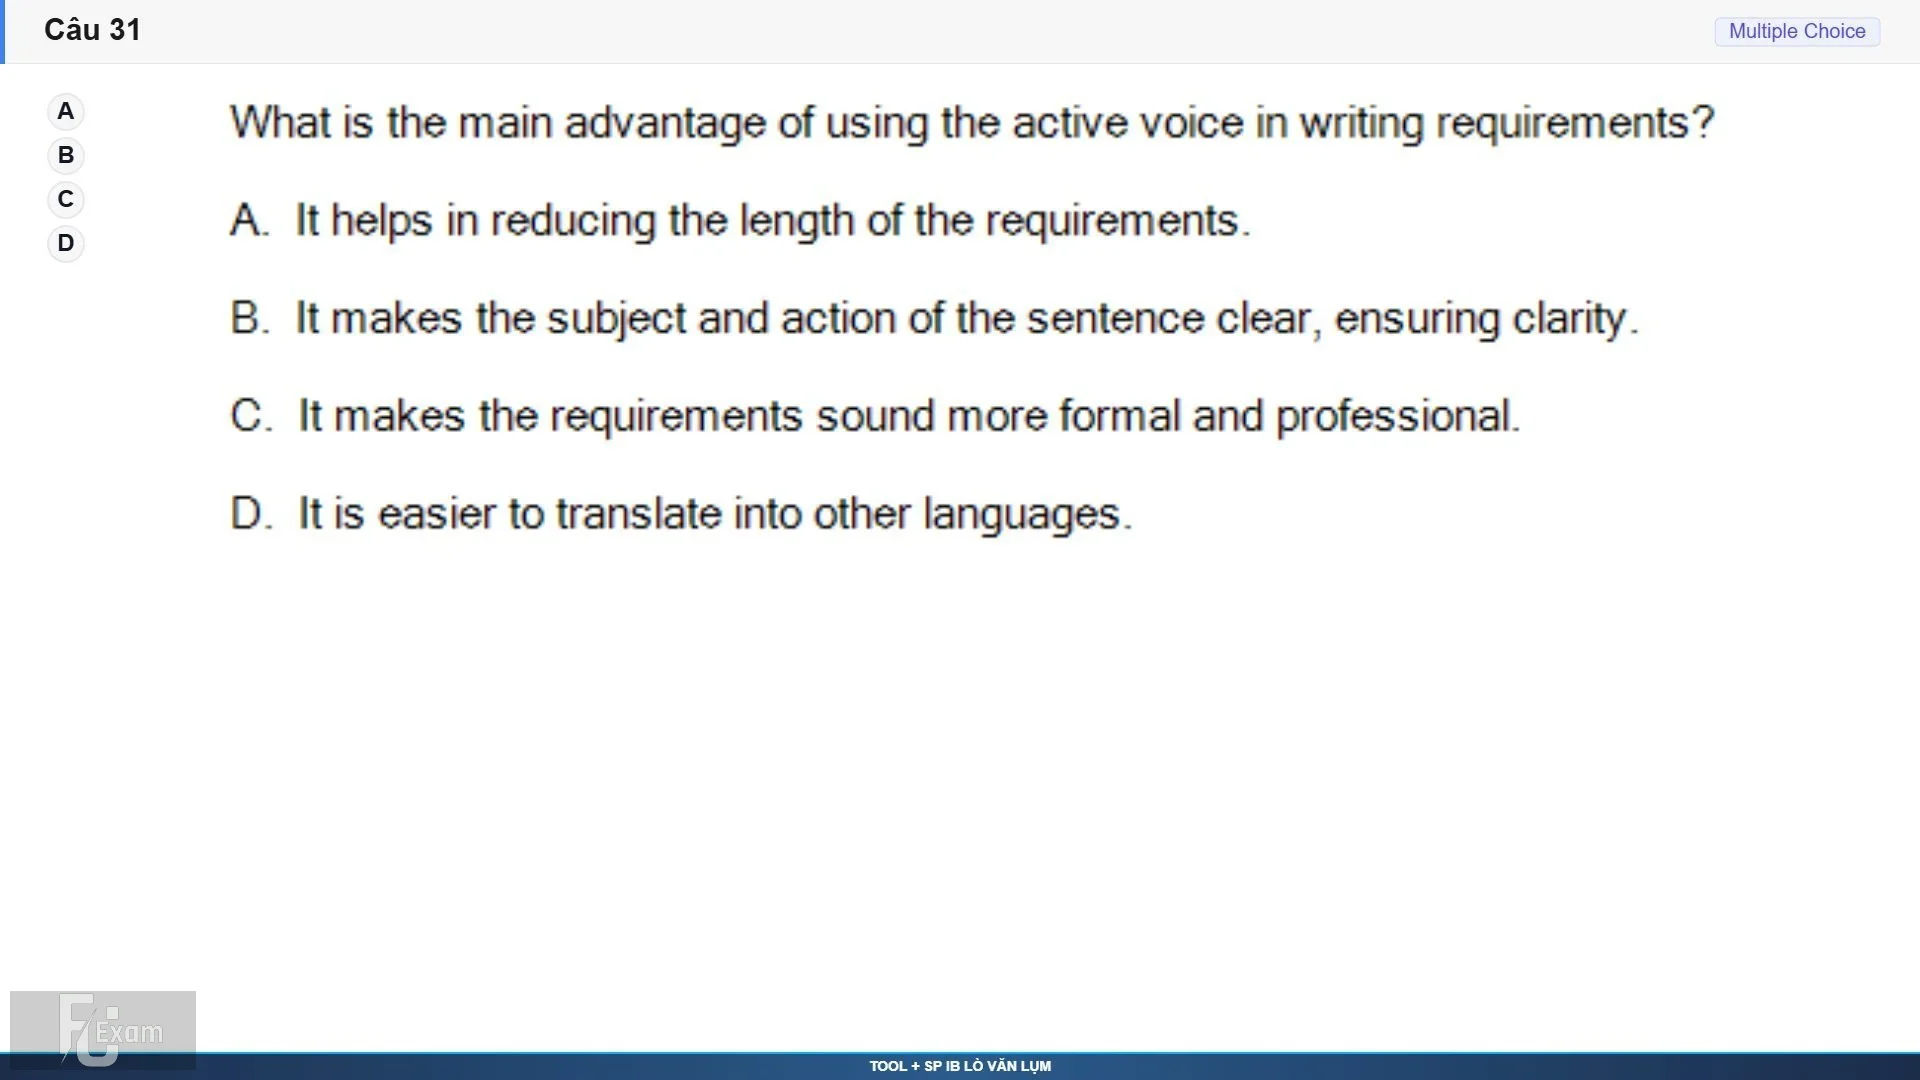 Câu 31
Multiple Choice
A
B
C
D
What is the main advantage of using the active voice in writing requirements?
A. It helps in reducing the length of the requirements.
B. It makes the subject and action of the sentence clear, ensuring clarity.
C. It makes the requirements sound more formal and professional.
D. It is easier to translate into other languages.
Exam
TOOL + SP IB LÒ VĂN LỤM